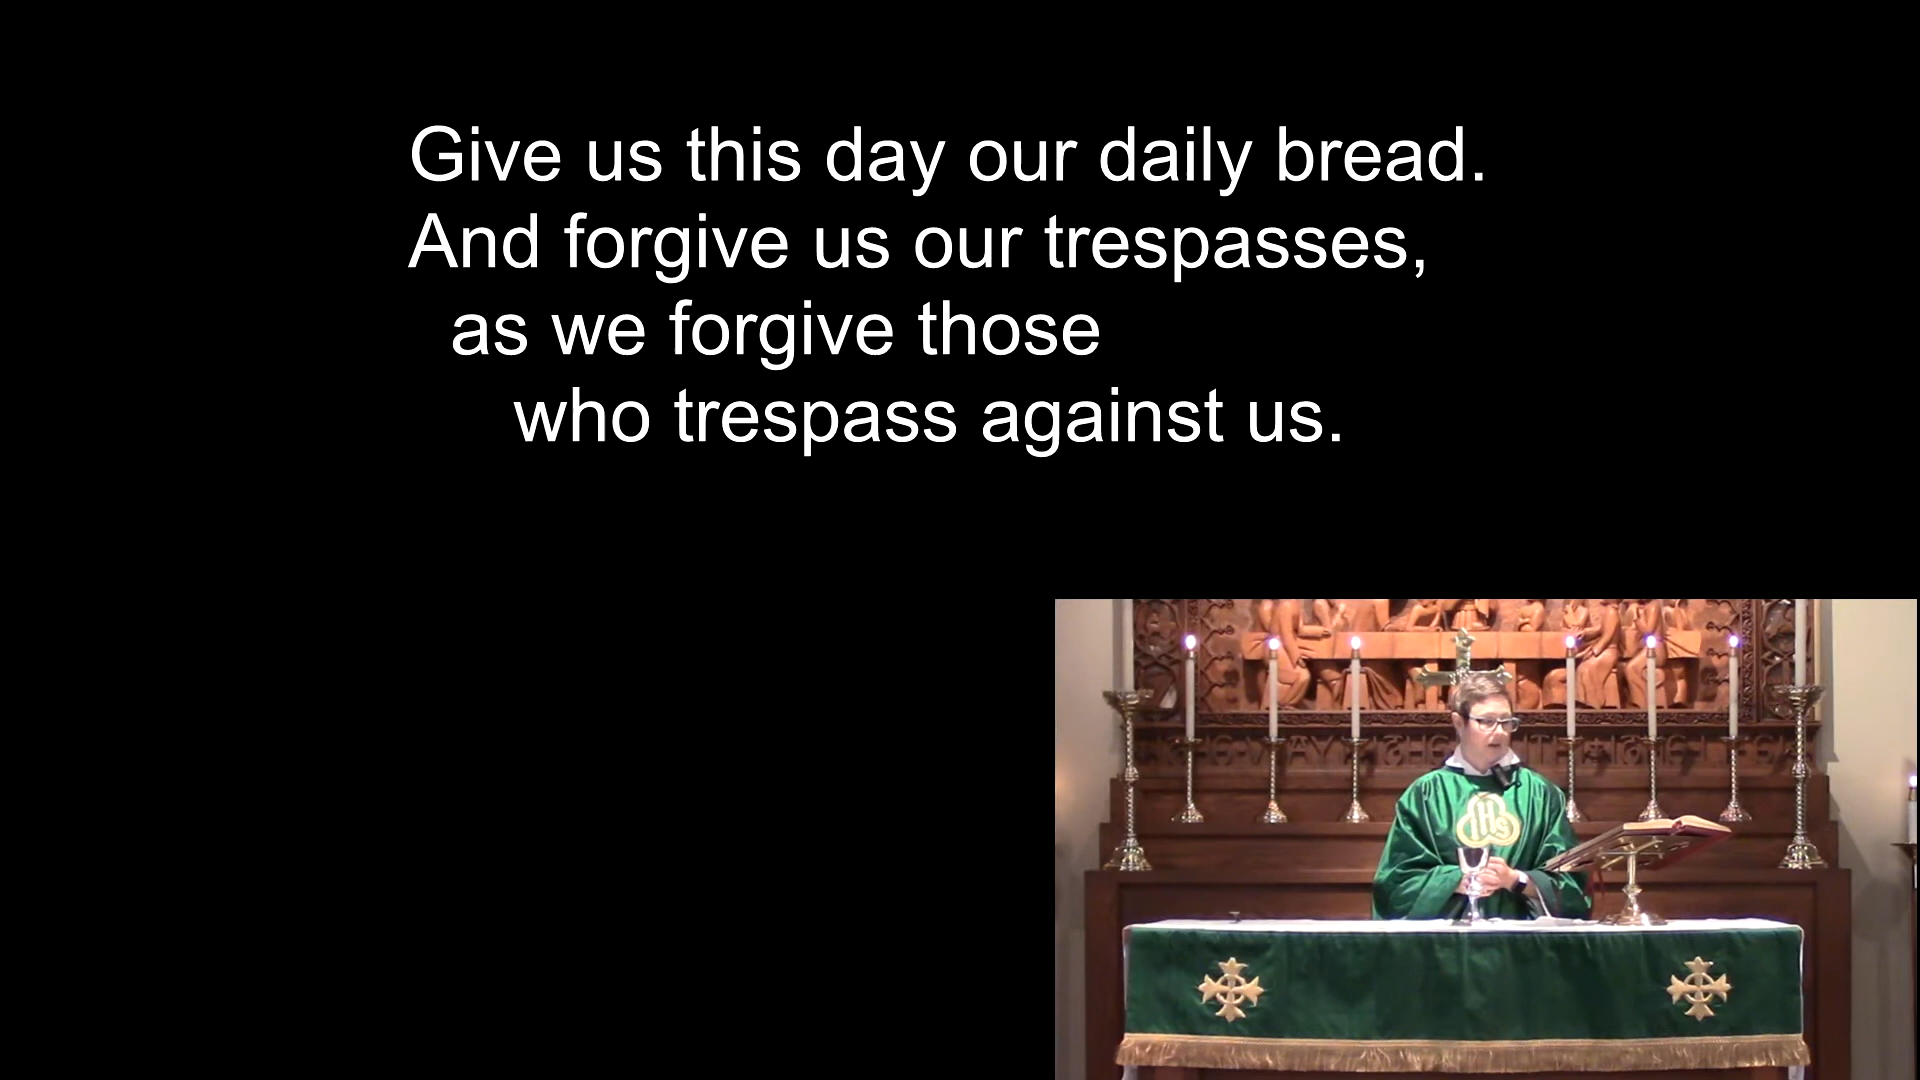 Give us this day our daily bread.
And forgive us our trespasses,
as we forgive those
who trespass against us.
IHS